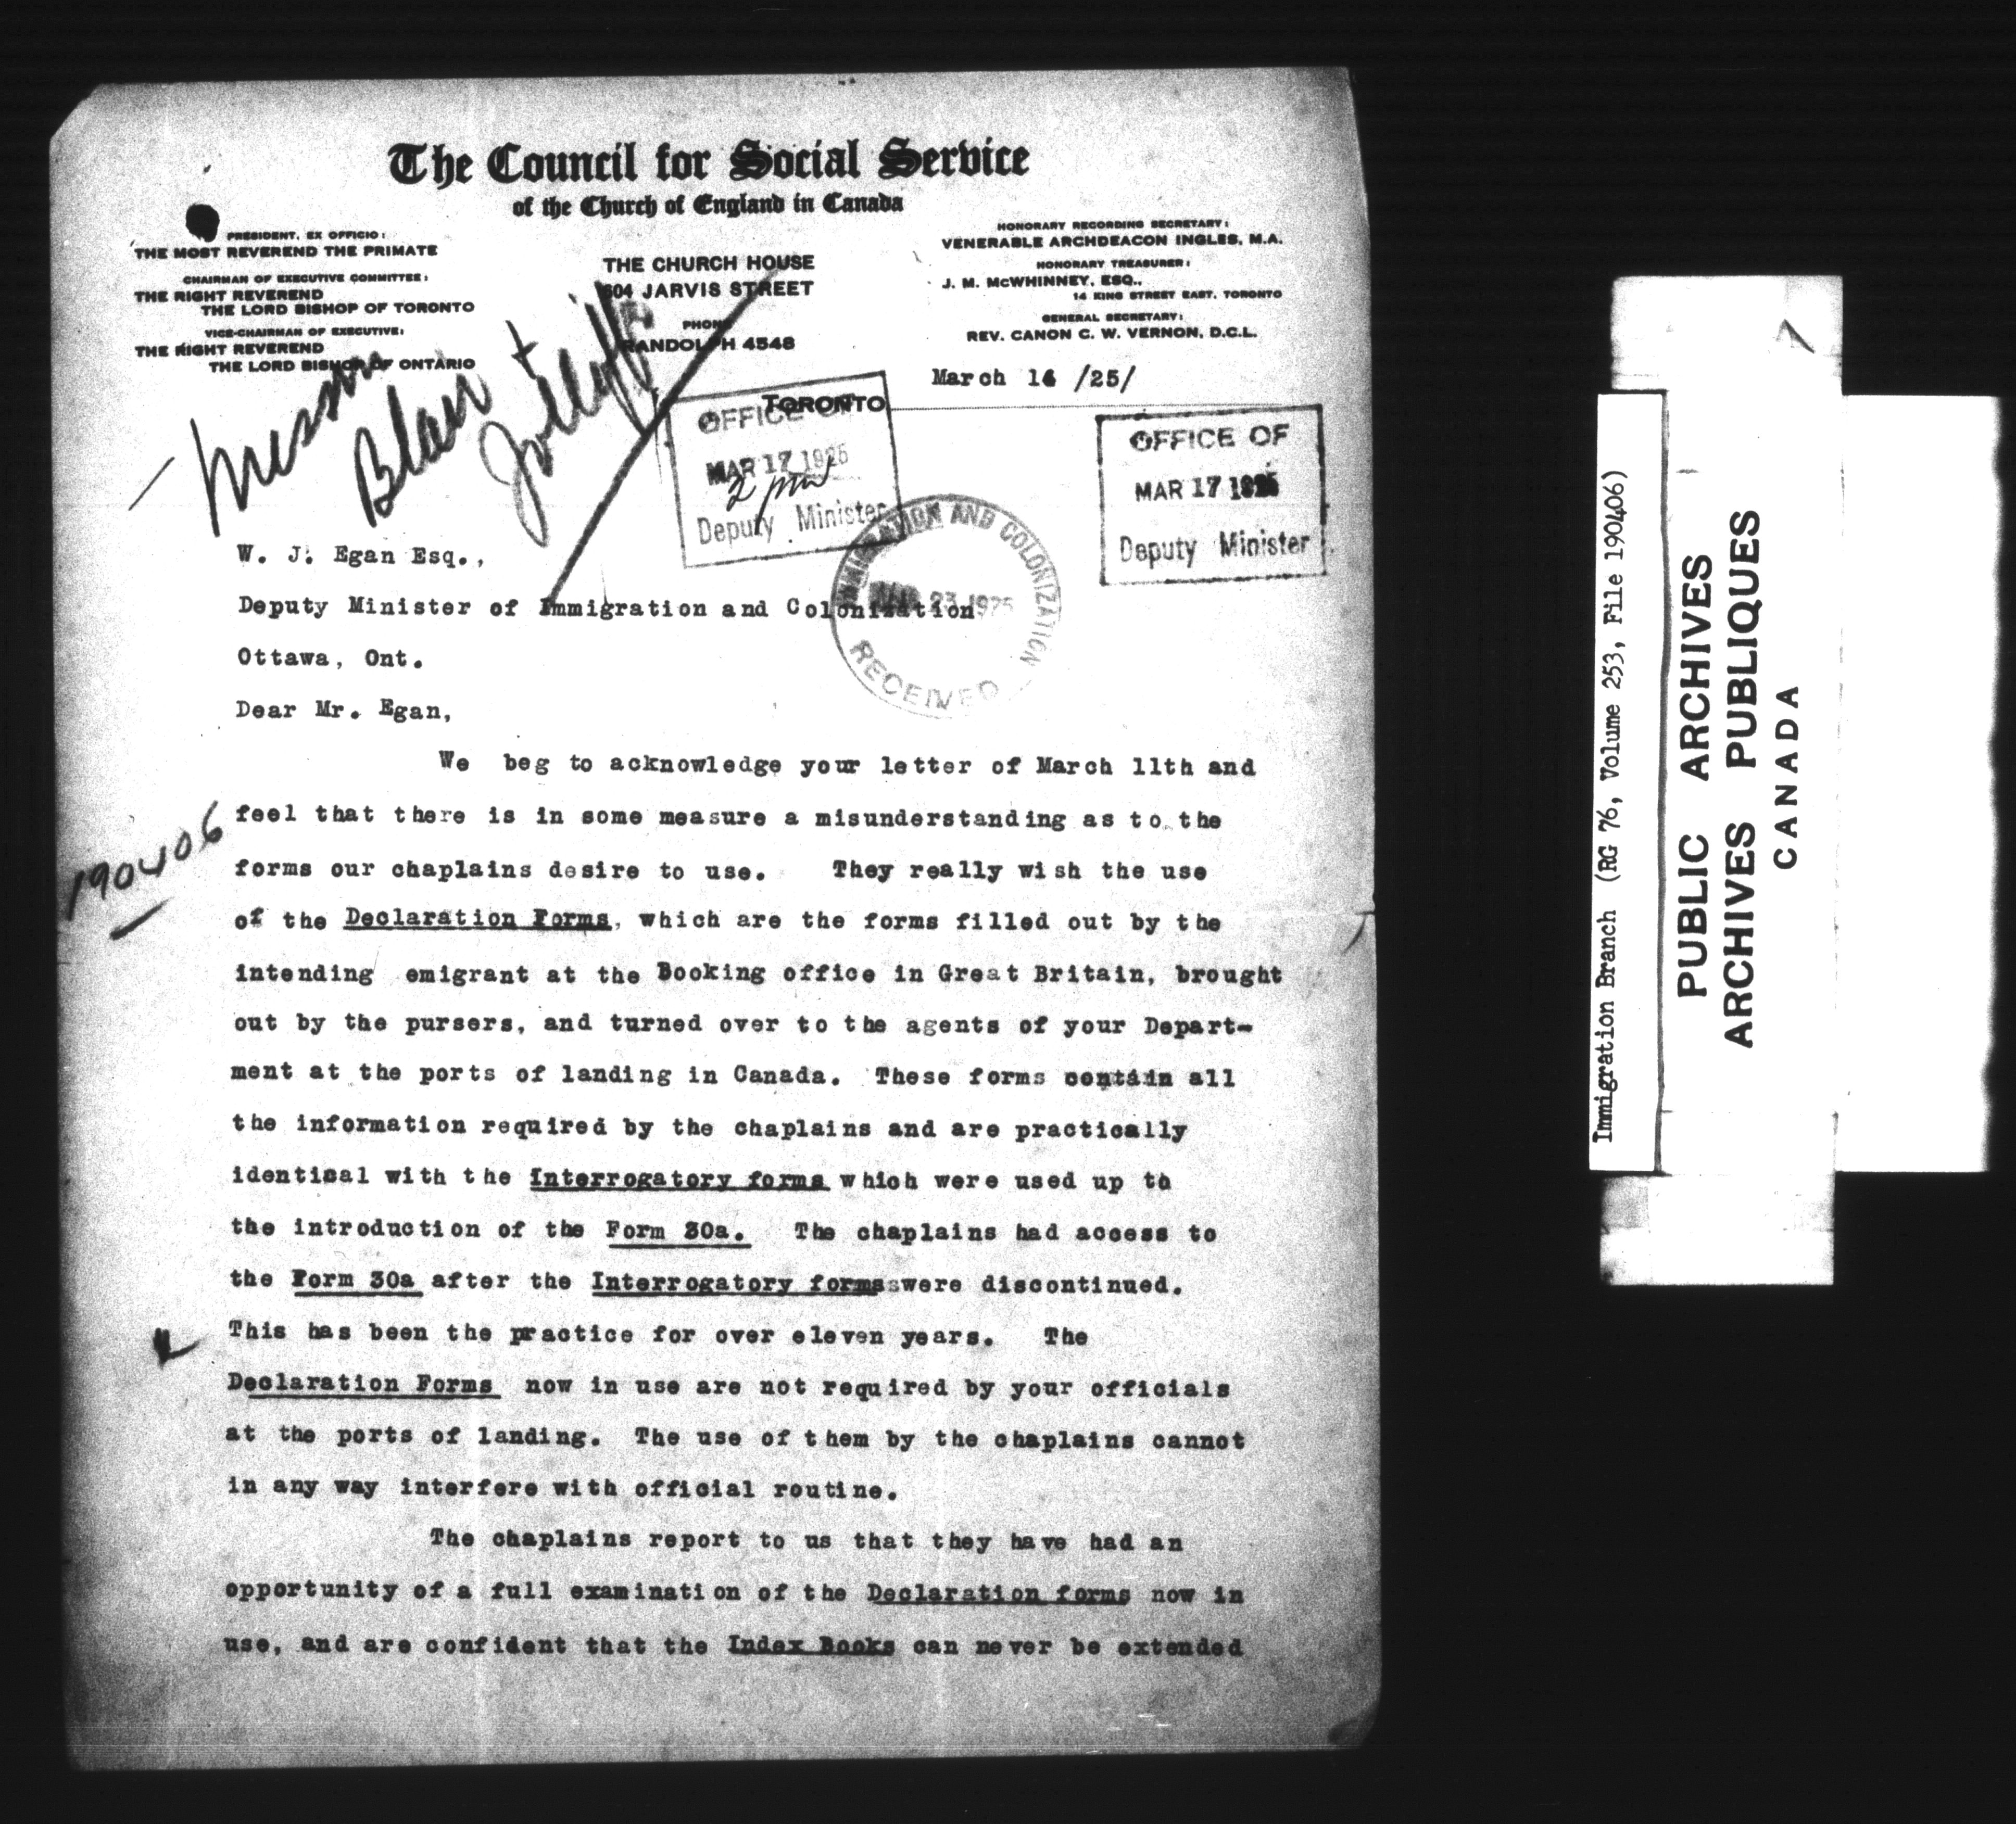 The Council for Social Service
of the Church of England in Canada
PRESIDENT, EX OFFICIO:
THE MOST REVEREND THE PRIMATE
CHAIRMAN OF EXECUTIVE COMMITTEE:
THE RIGHT REVEREND
THE LORD BISHOP OF TORONTO
VICE-CHAIRMAN OF EXECUTIVE:
THE RIGHT REVEREND
THE LORD BISHOP OF ONTARIO
THE CHURCH HOUSE
604 JARVIS STREET
PHONE
RANDOLPH 4548
HONORARY RECORDING SECRETARY:
VENERABLE ARCHDEACON INGLES, M.A.
HONORARY TREASURER:
J. M. McWHINNEY, ESQ.,
14 KING STREET EAST, TORONTO
GENERAL SECRETARY:
REV. CANON C. W. VERNON, D.C.L.
March 16 /25/
TORONTO
Messrs
Blair +
Jolliffe
OFFICE OF
MAR 17 1925
2 pm
Deputy Minister
OFFICE OF
MAR 17 1925
Deputy Minister
IMMIGRATION AND COLONIZATION
MAR 23 1925
RECEIVED
W. J. Egan Esq.,
Deputy Minister of Immigration and Colonization
Ottawa, Ont.
Dear Mr. Egan,
190406
We beg to acknowledge your letter of March 11th and
feel that there is in some measure a misunderstanding as to the
forms our chaplains desire to use. They really wish the use
of the Declaration Forms, which are the forms filled out by the
intending emigrant at the Booking office in Great Britain, brought
out by the pursers, and turned over to the agents of your Depart-
ment at the ports of landing in Canada. These forms contain all
the information required by the chaplains and are practically
identical with the Interrogatory forms which were used up to
the introduction of the Form 30a. The chaplains had access to
the Form 30a after the Interrogatory formsswere discontinued.
This has been the practice for over eleven years. The
Declaration Forms now in use are not required by your officials
at the ports of landing. The use of them by the chaplains cannot
in any way interfere with official routine.
The chaplains report to us that they have had an
opportunity of a full examination of the Declaration forms now in
use, and are confident that the Index Books can never be extended
Immigration Branch (RG 76, Volume 253, File 190406)
PUBLIC ARCHIVES
ARCHIVES PUBLIQUES
CANADA